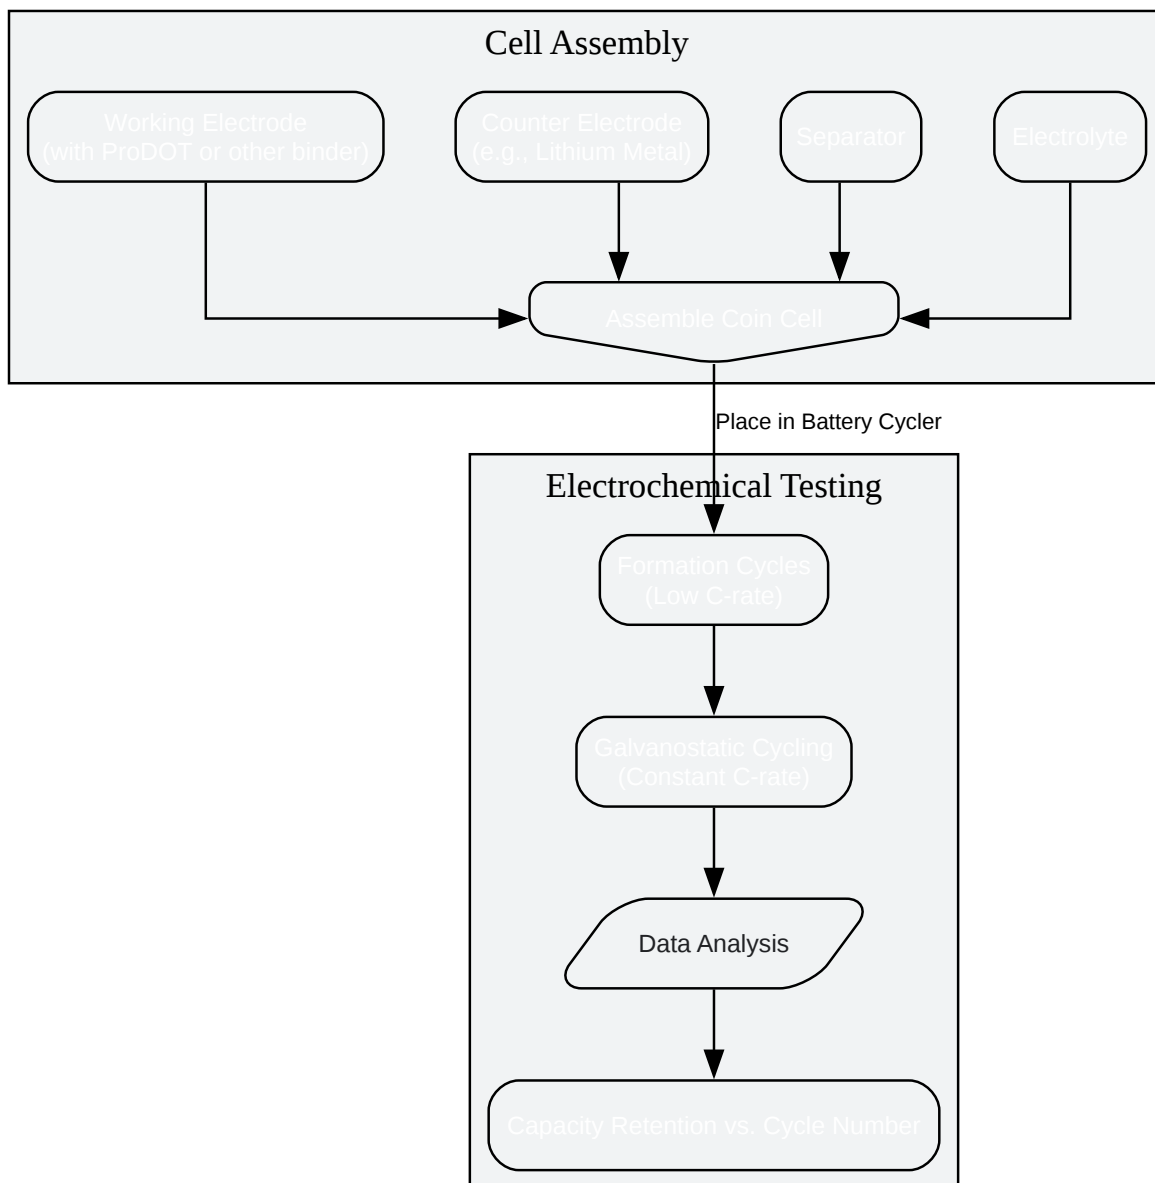 Cell Assembly
Working Electrode
(with ProDOT or other binder)
Counter Electrode
(e.g., Lithium Metal)
Separator
Electrolyte
Assemble Coin Cell
Place in Battery Cycler
Electrochemical Testing
Formation Cycles
(Low C-rate)
Galvanostatic Cycling
(Constant C-rate)
Data Analysis
Capacity Retention vs. Cycle Number